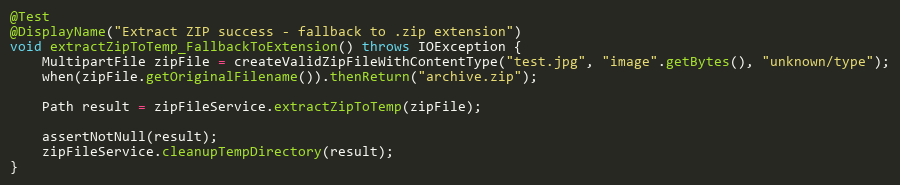 @Test
@DisplayName("Extract ZIP success - fallback to .zip extension")
void extractZipToTemp_FallbackToExtension() throws IOException {
    MultipartFile zipFile = createValidZipFileWithContentType("test.jpg", "image".getBytes(), "unknown/type");
    when(zipFile.getOriginalFilename()).thenReturn("archive.zip");

    Path result = zipFileService.extractZipToTemp(zipFile);

    assertNotNull(result);
    zipFileService.cleanupTempDirectory(result);
}